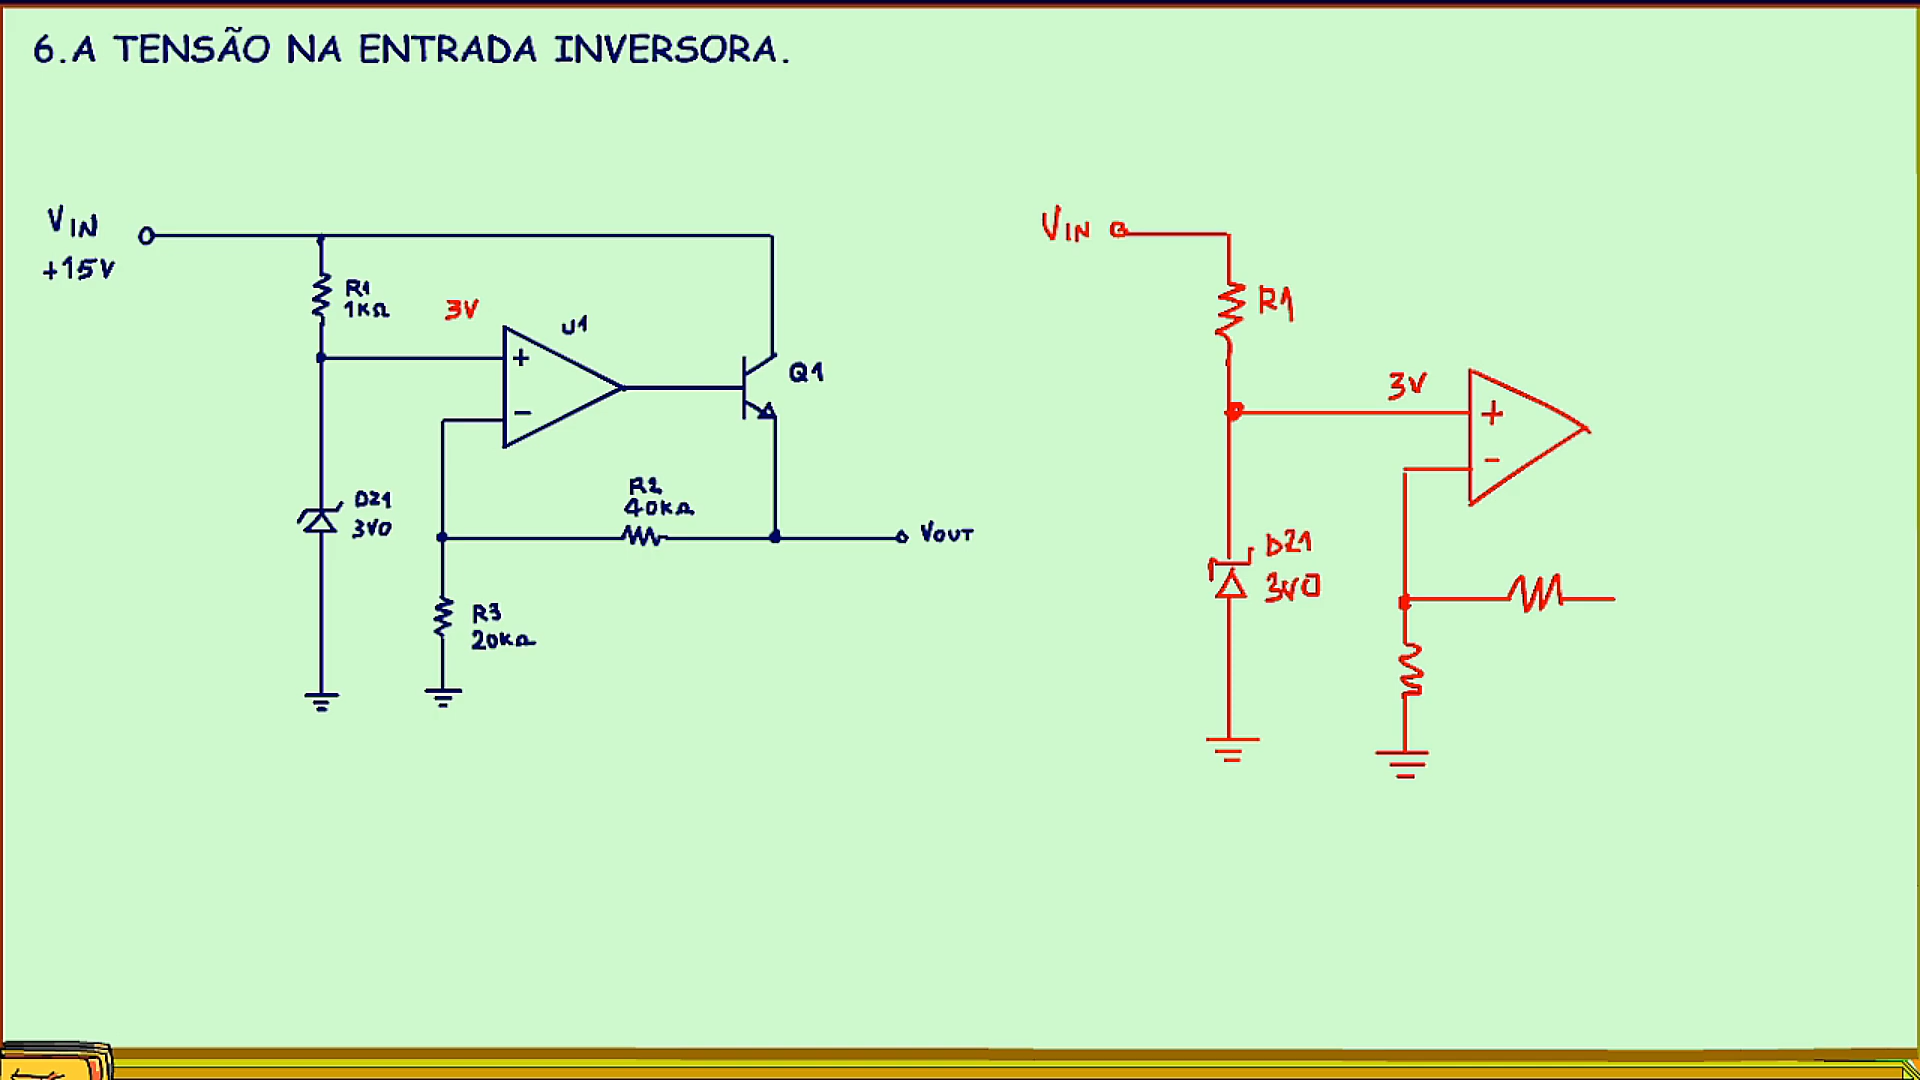 6.A TENSÃO NA ENTRADA INVERSORA.
VIN
+15V
R1
1KΩ
3V
U1
+
-
Q1
DZ1
3V0
R2
40KΩ
VOUT
R3
20KΩ
VIN
R1
3V
+
-
DZ1
3V0